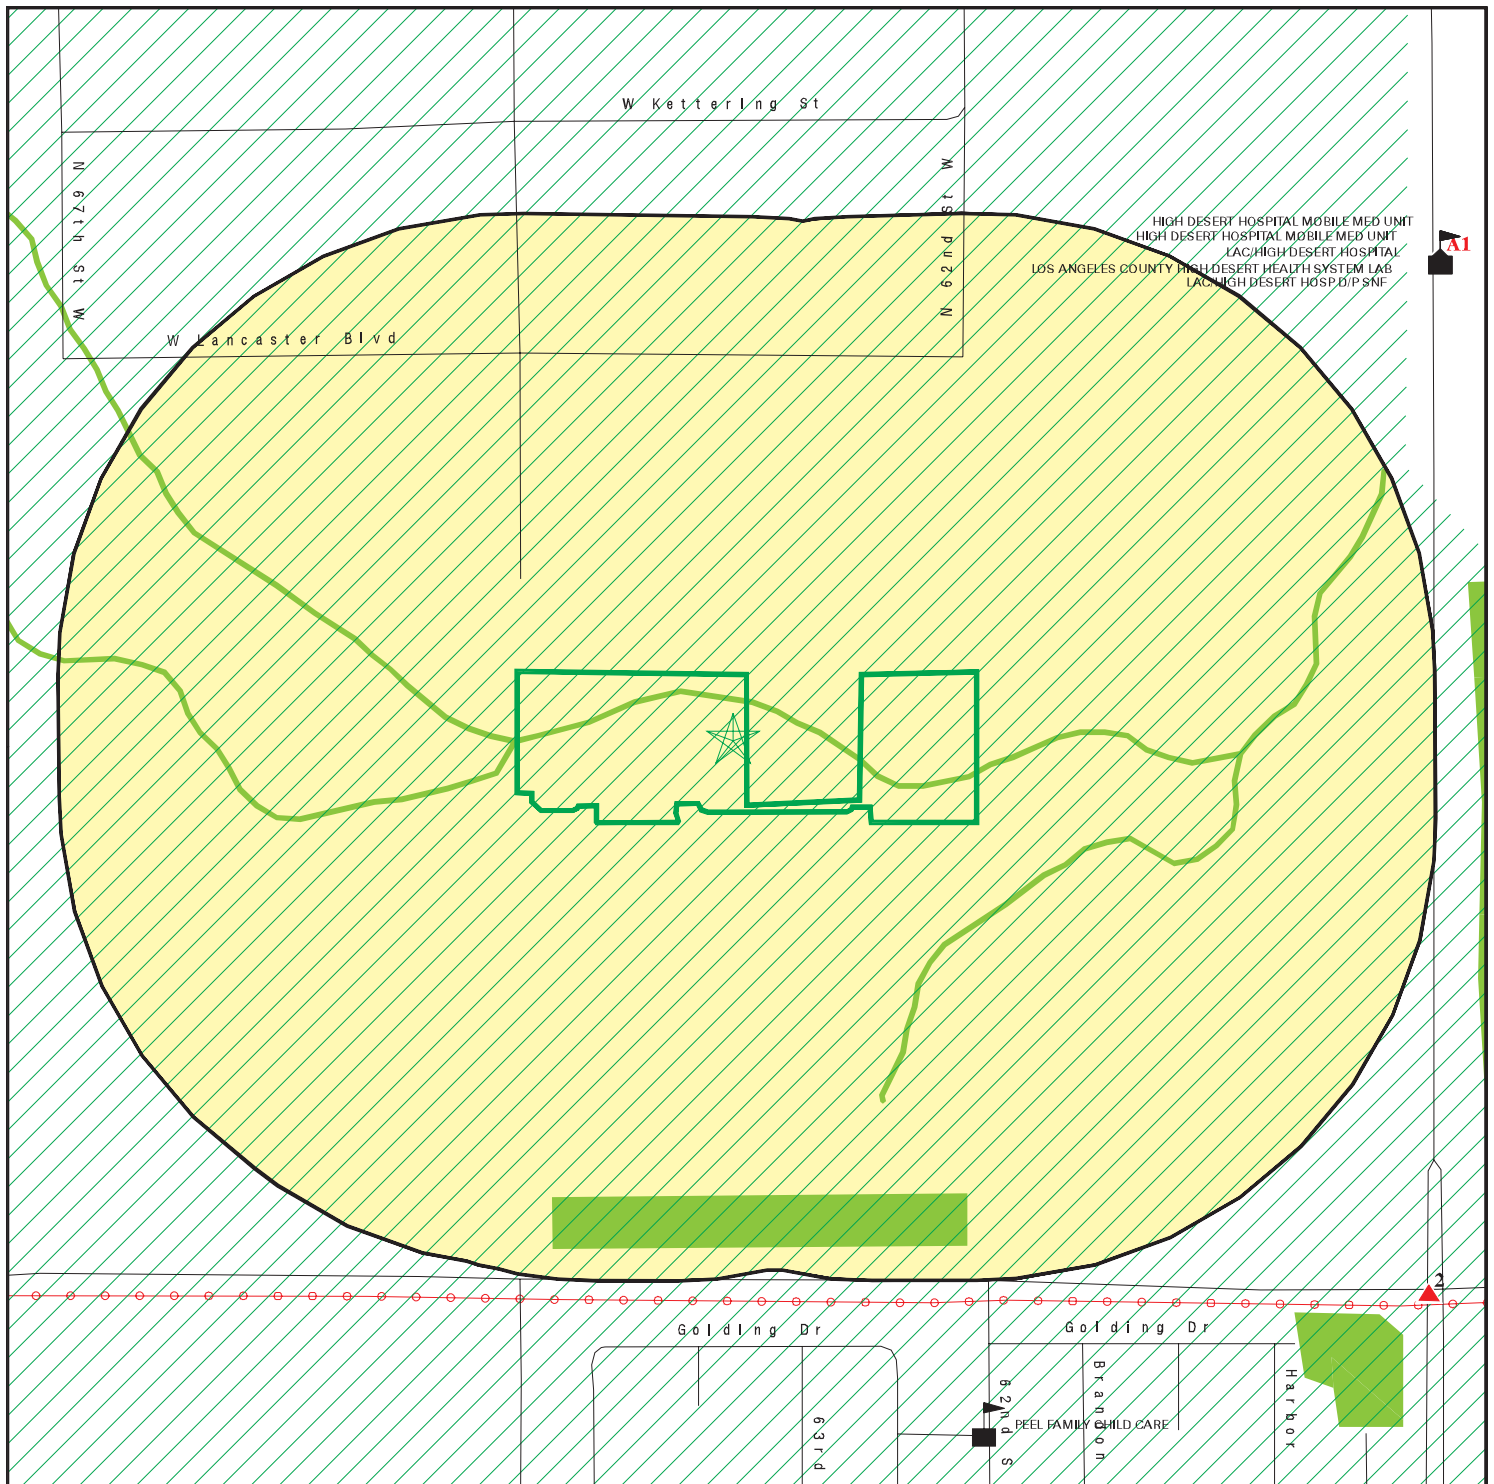 W Kettering St
N 67th St W
N 62nd St W
HIGH DESERT HOSPITAL MOBILE MED UNIT
HIGH DESERT HOSPITAL MOBILE MED UNIT
A1
LAC/HIGH DESERT HOSPITAL
LOS ANGELES COUNTY HIGH DESERT HEALTH SYSTEM LAB
LAC/HIGH DESERT HOSP D/P SNF
W Lancaster Blvd
2
Golding Dr
Golding Dr
63rd
62nd S
Brandon
Harbor
PEEL FAMILY CHILD CARE